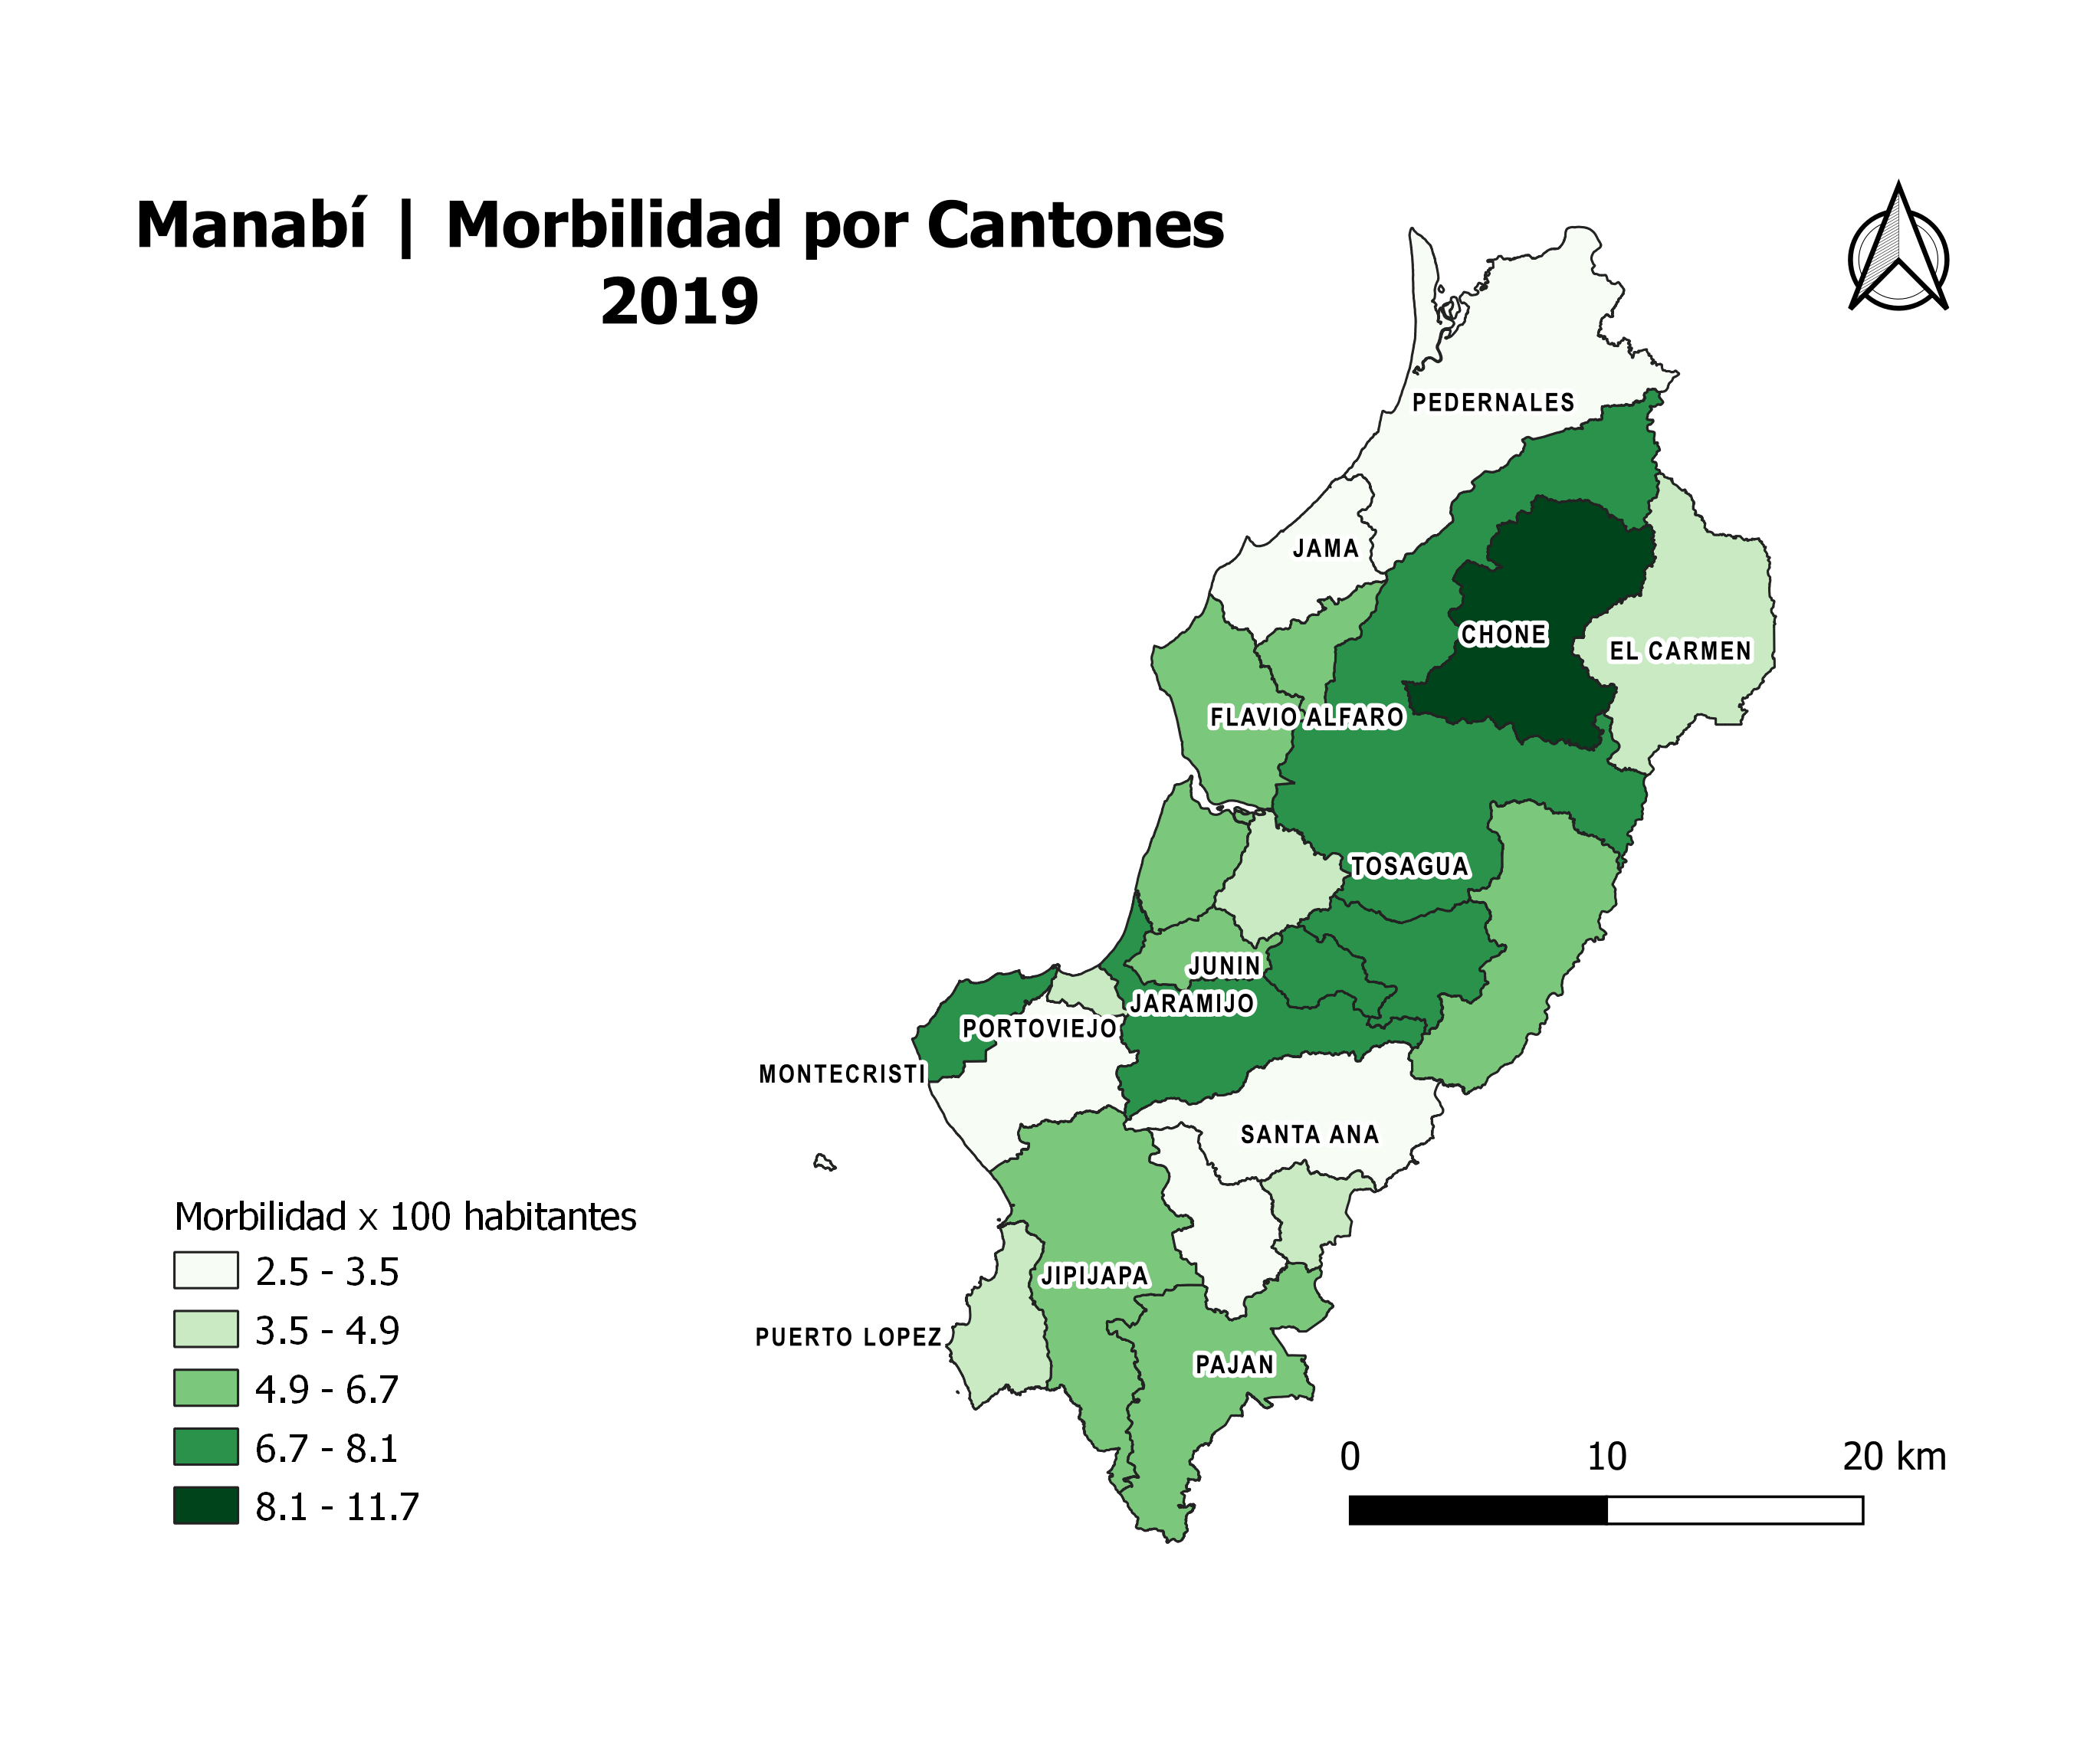 Manabí | Morbilidad por Cantones
2019
PEDERNALES
JAMA
CHONE
EL CARMEN
FLAVIO ALFARO
TOSAGUA
JUNIN
JARAMIJO
PORTOVIEJO
MONTECRISTI
SANTA ANA
JIPIJAPA
PUERTO LOPEZ
PAJAN
Morbilidad x 100 habitantes
2.5 - 3.5
3.5 - 4.9
4.9 - 6.7
6.7 - 8.1
8.1 - 11.7
0 10 20 km